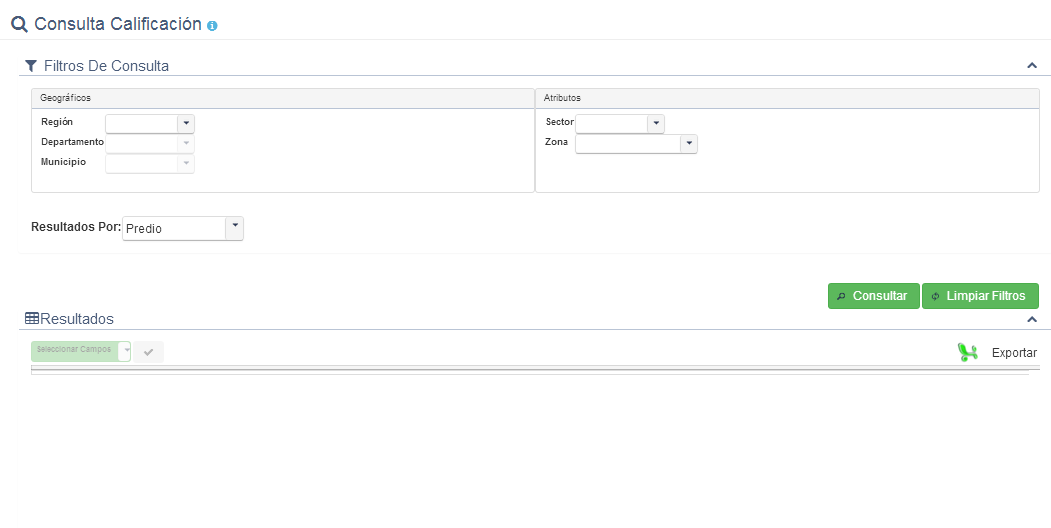 Consulta Calificación
Filtros De Consulta
Geográficos
Atributos
Región
Sector
Departamento
Zona
Municipio
Resultados Por: Predio
Consultar Limpiar Filtros
Resultados
Seleccionar Campos
Exportar